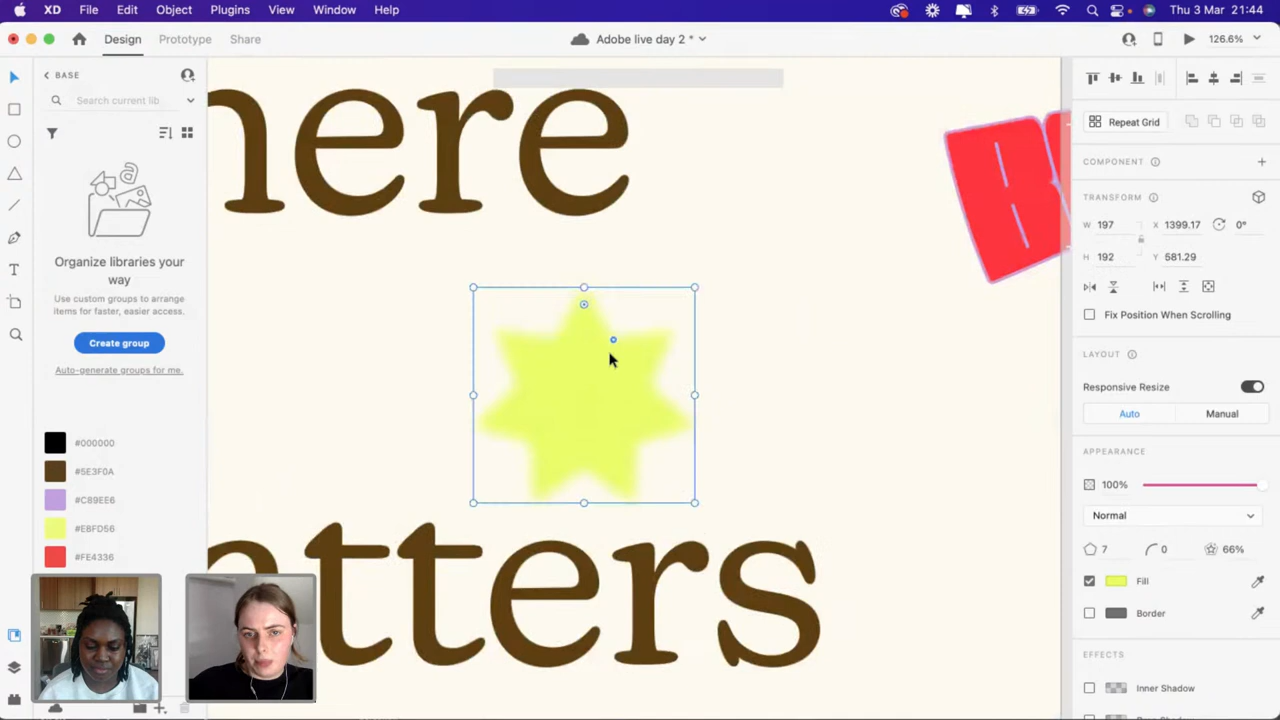 XD File Edit Object Plugins View Window Help
Thu 3 Mar 21:44
Design Prototype Share
Adobe live day 2 *
126.6%
BASE
Search current lib
Organize libraries your
way
Use custom groups to arrange
items for faster, easier access.
Create group
Auto-generate groups for me.
#000000
#5E3F0A
#C89EE6
#EBFD56
#FE4336
here
atters
B
Repeat Grid
COMPONENT
TRANSFORM
W 197 X 1399.17 0°
H 192 Y 581.29
Fix Position When Scrolling
LAYOUT
Responsive Resize
Auto Manual
APPEARANCE
100%
Normal
7 0 66%
Fill
Border
EFFECTS
Inner Shadow